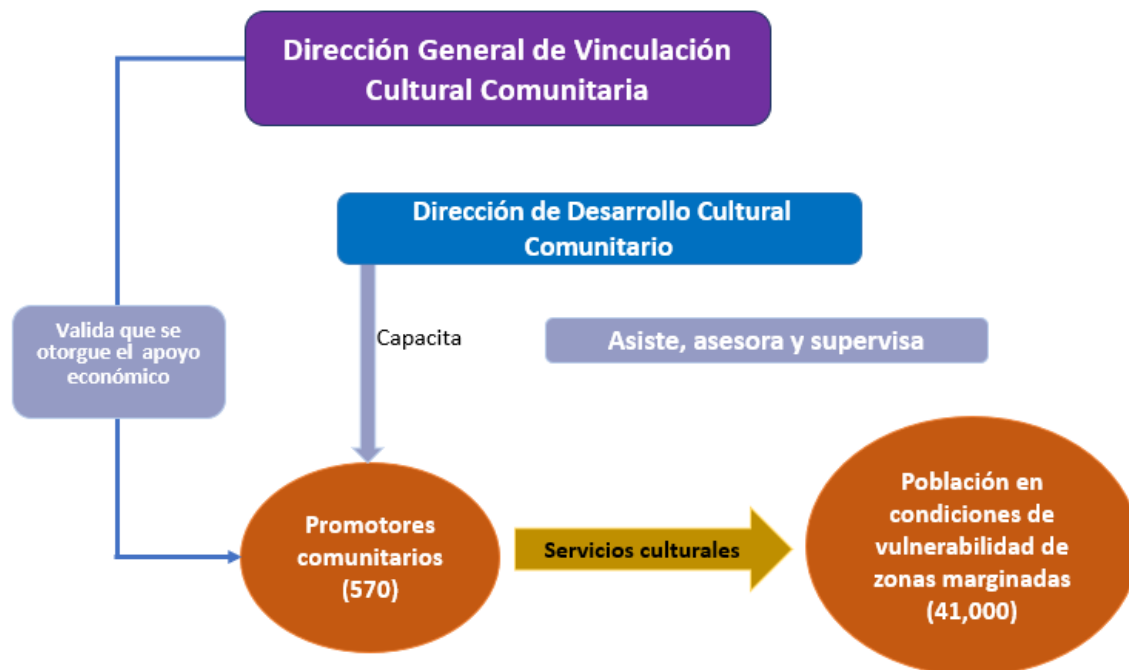 Dirección General de Vinculación
Cultural Comunitaria
Dirección de Desarrollo Cultural
Comunitario
Valida que se
otorgue el apoyo
económico
Capacita
Asiste, asesora y supervisa
Promotores
comunitarios
(570)
Servicios culturales
Población en
condiciones de
vulnerabilidad de
zonas marginadas
(41,000)